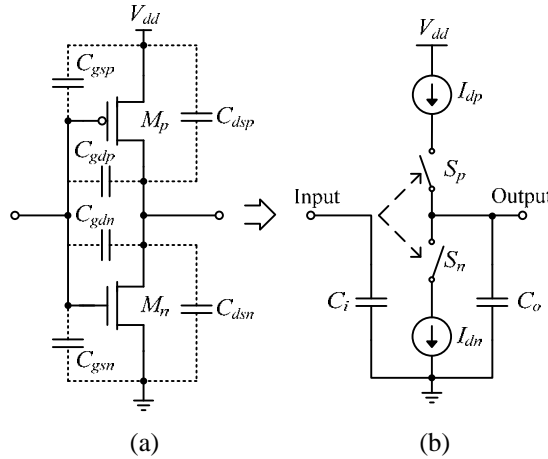 V_dd
C_gsp
M_p
C_dsp
C_gdp
C_gdn
M_n
C_dsn
C_gsn
(a)
V_dd
I_dp
S_p
Input
Output
S_n
C_i
C_o
I_dn
(b)